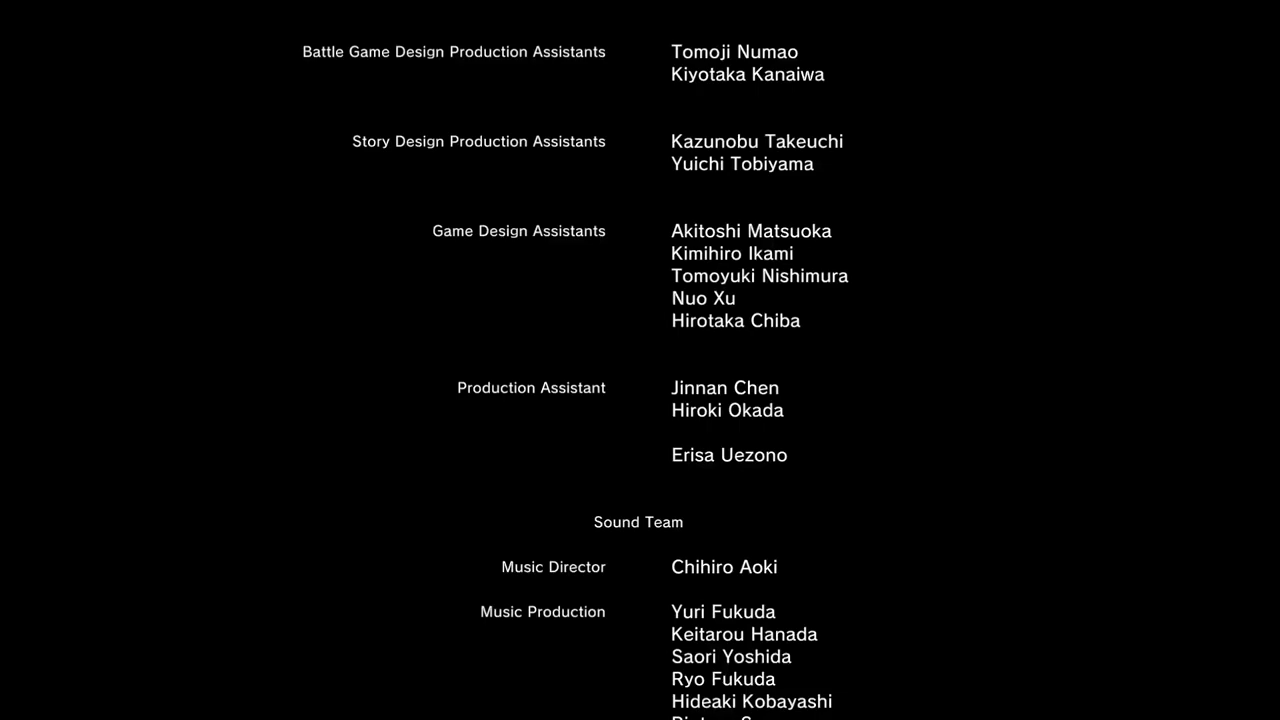 Battle Game Design Production Assistants Tomoji Numao
Kiyotaka Kanaiwa
Story Design Production Assistants Kazunobu Takeuchi
Yuichi Tobiyama
Game Design Assistants Akitoshi Matsuoka
Kimihiro Ikami
Tomoyuki Nishimura
Nuo Xu
Hirotaka Chiba
Production Assistant Jinnan Chen
Hiroki Okada
Erisa Uezono
Sound Team
Music Director Chihiro Aoki
Music Production Yuri Fukuda
Keitarou Hanada
Saori Yoshida
Ryo Fukuda
Hideaki Kobayashi